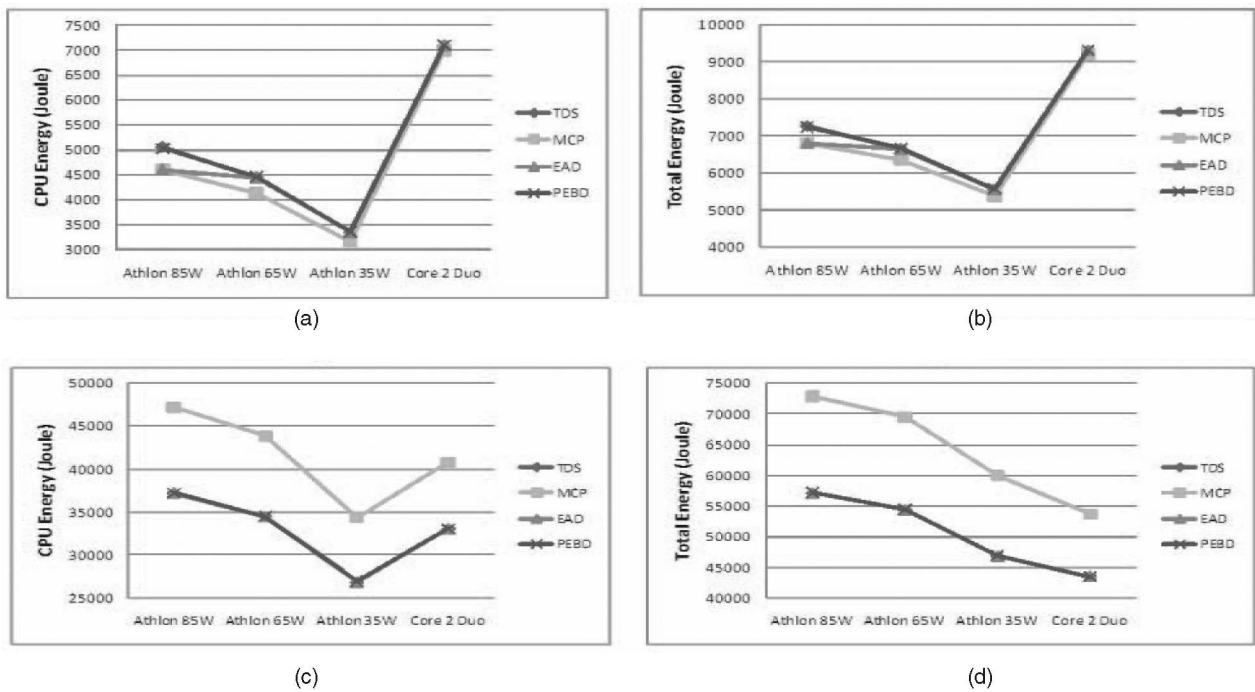 CPU Energy (Joule)
7500
7000
6500
6000
5500
5000
4500
4000
3500
3000
Athlon 85W Athlon 65W Athlon 35W Core 2 Duo
TDS
MCP
EAD
PEBD
(a)
Total Energy (Joule)
10000
9000
8000
7000
6000
5000
4000
Athlon 85W Athlon 65W Athlon 35W Core 2 Duo
TDS
MCP
EAD
PEBD
(b)
CPU Energy (Joule)
50000
45000
40000
35000
30000
25000
Athlon 85W Athlon 65W Athlon 35W Core 2 Duo
TDS
MCP
EAD
PEBD
(c)
Total Energy (Joule)
75000
70000
65000
60000
55000
50000
45000
40000
Athlon 85W Athlon 65W Athlon 35W Core 2 Duo
TDS
MCP
EAD
PEBD
(d)